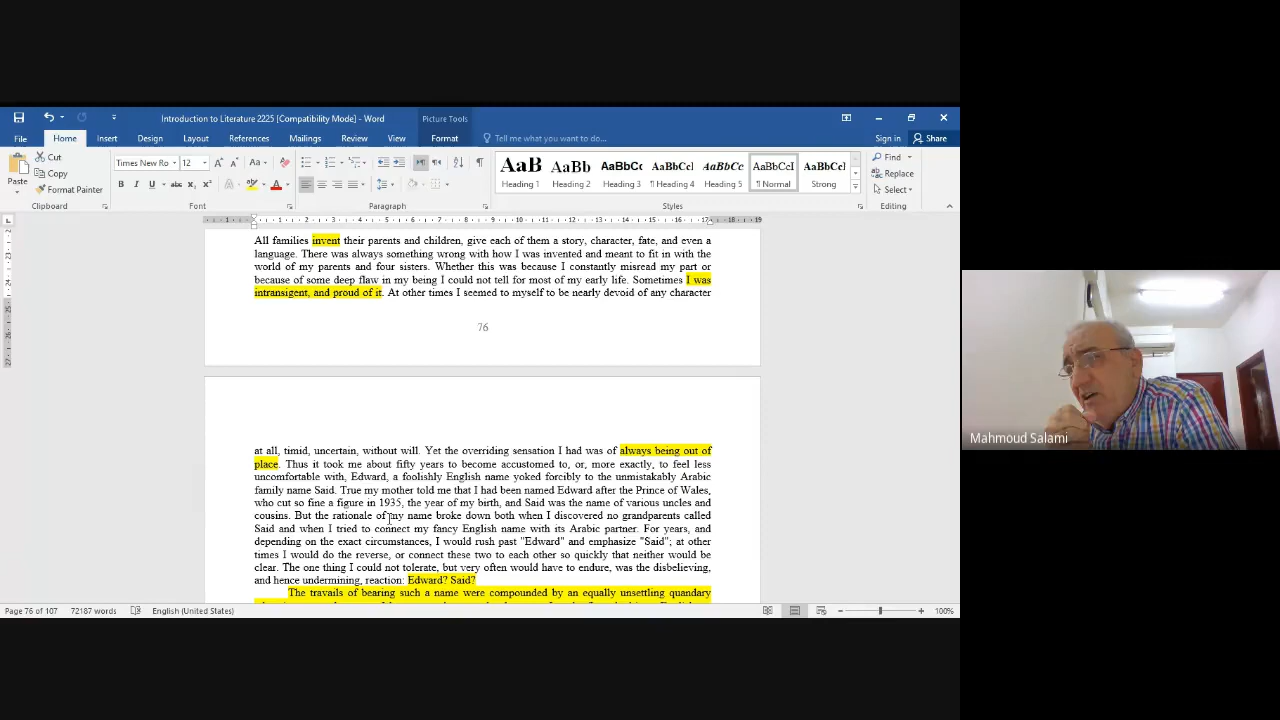 Introduction to Literature 2225 [Compatibility Mode] - Word
Picture Tools
File Home Insert Design Layout References Mailings Review View Format Tell me what you want to do... Sign in Share
Paste
Cut
Copy
Format Painter
Clipboard
Times New Ro 12
Font
Paragraph
AaB AaBb AaBbCc AaBbCcl AaBbCc AaBbCcI AaBbCcl
Heading 1 Heading 2 Heading 3 ¶ Heading 4 Heading 5 ¶ Normal Strong
Styles
Find
Replace
Select
Editing
All families invent their parents and children, give each of them a story, character, fate, and even a
language. There was always something wrong with how I was invented and meant to fit in with the
world of my parents and four sisters. Whether this was because I constantly misread my part or
because of some deep flaw in my being I could not tell for most of my early life. Sometimes I was
intransigent, and proud of it. At other times I seemed to myself to be nearly devoid of any character
76
at all, timid, uncertain, without will. Yet the overriding sensation I had was of always being out of
place. Thus it took me about fifty years to become accustomed to, or, more exactly, to feel less
uncomfortable with, Edward, a foolishly English name yoked forcibly to the unmistakably Arabic
family name Said. True my mother told me that I had been named Edward after the Prince of Wales,
who cut so fine a figure in 1935, the year of my birth, and Said was the name of various uncles and
cousins. But the rationale of my name broke down both when I discovered no grandparents called
Said and when I tried to connect my fancy English name with its Arabic partner. For years, and
depending on the exact circumstances, I would rush past "Edward" and emphasize "Said"; at other
times I would do the reverse, or connect these two to each other so quickly that neither would be
clear. The one thing I could not tolerate, but very often would have to endure, was the disbelieving,
and hence undermining, reaction: Edward? Said?
The travails of bearing such a name were compounded by an equally unsettling quandary
Page 76 of 107 72187 words English (United States) 100%
Mahmoud Salami